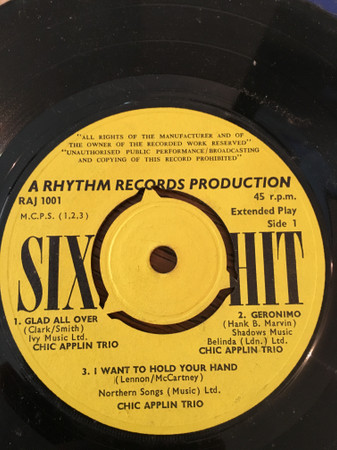 "ALL RIGHTS OF THE MANUFACTURER AND OF
THE OWNER OF THE RECORDED WORK RESERVED"
"UNAUTHORISED PUBLIC PERFORMANCE/BROADCASTING
AND COPYING OF THIS RECORD PROHIBITED"
A RHYTHM RECORDS PRODUCTION
RAJ 1001
45 r.p.m.
M.C.P.S. (1,2,3)
Extended Play
Side 1
SIX HIT
1. GLAD ALL OVER
(Clark/Smith)
Ivy Music Ltd.
CHIC APPLIN TRIO
2. GERONIMO
(Hank B. Marvin)
Shadows Music
Belinda (Ldn.) Ltd.
CHIC APPLIN TRIO
3. I WANT TO HOLD YOUR HAND
(Lennon/McCartney)
Northern Songs (Music) Ltd.
CHIC APPLIN TRIO